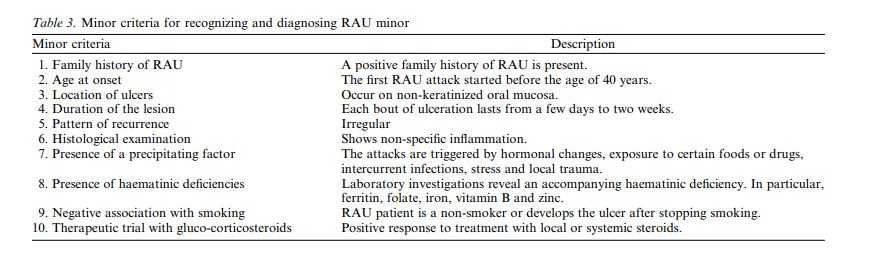 Table 3. Minor criteria for recognizing and diagnosing RAU minor
Minor criteria Description
1. Family history of RAU A positive family history of RAU is present.
2. Age at onset The first RAU attack started before the age of 40 years.
3. Location of ulcers Occur on non-keratinized oral mucosa.
4. Duration of the lesion Each bout of ulceration lasts from a few days to two weeks.
5. Pattern of recurrence Irregular
6. Histological examination Shows non-specific inflammation.
7. Presence of a precipitating factor The attacks are triggered by hormonal changes, exposure to certain foods or drugs,
intercurrent infections, stress and local trauma.
8. Presence of haematinic deficiencies Laboratory investigations reveal an accompanying haematinic deficiency. In particular,
ferritin, folate, iron, vitamin B and zinc.
9. Negative association with smoking RAU patient is a non-smoker or develops the ulcer after stopping smoking.
10. Therapeutic trial with gluco-corticosteroids Positive response to treatment with local or systemic steroids.